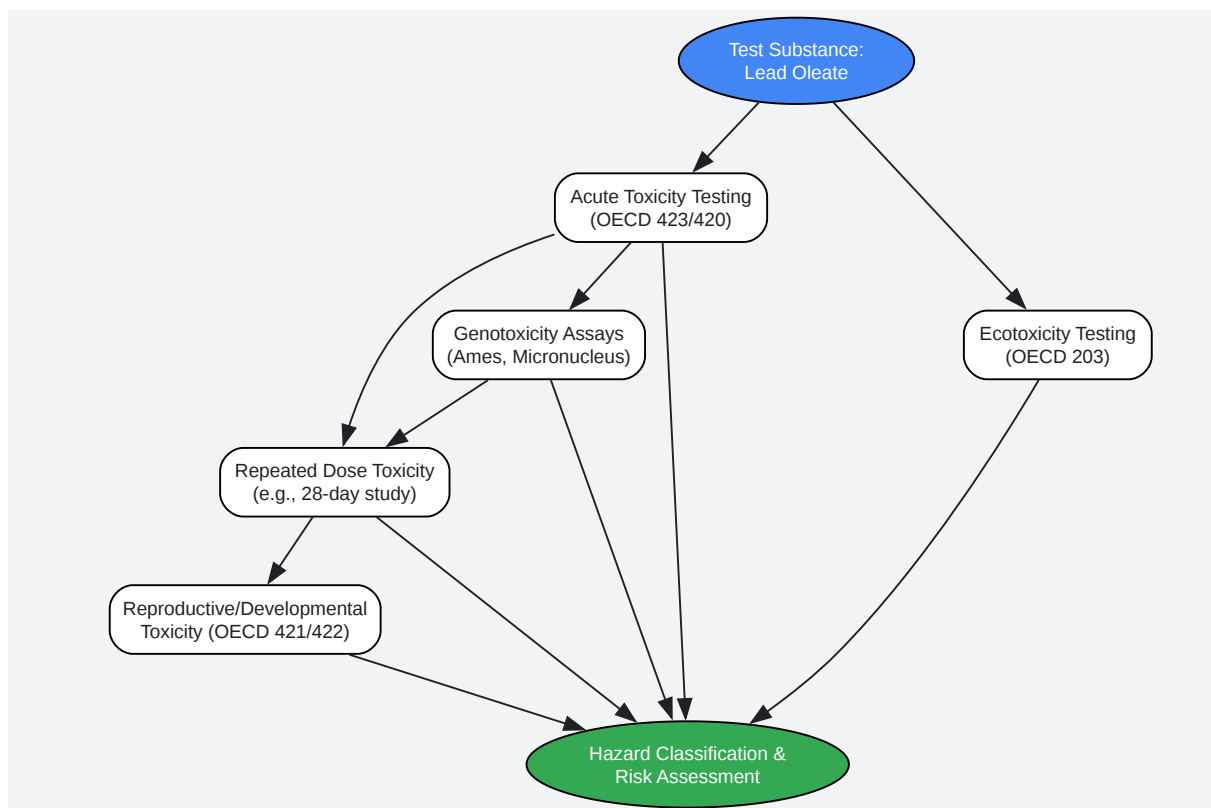 Test Substance:
Lead Oleate
Acute Toxicity Testing
(OECD 423/420)
Genotoxicity Assays
(Ames, Micronucleus)
Ecotoxicity Testing
(OECD 203)
Repeated Dose Toxicity
(e.g., 28-day study)
Reproductive/Developmental
Toxicity (OECD 421/422)
Hazard Classification &
Risk Assessment